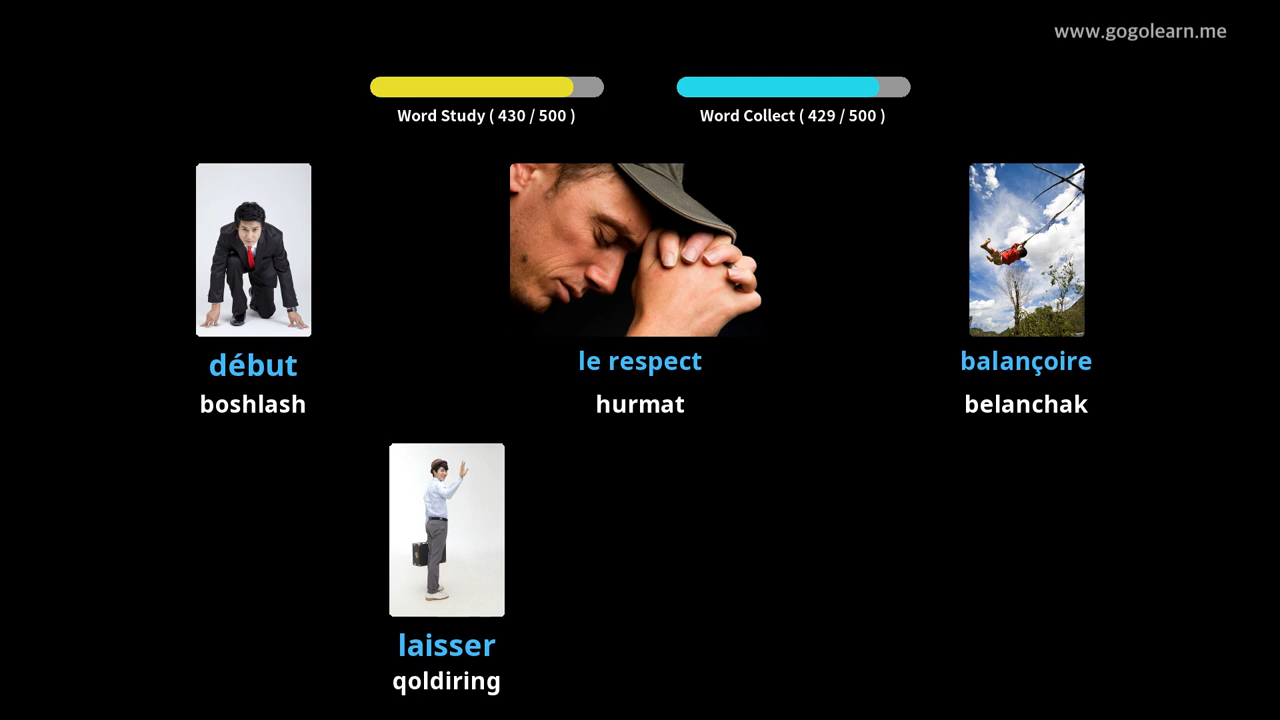 www.gogolearn.me
Word Study ( 430 / 500 )
Word Collect ( 429 / 500 )
début
le respect
balançoire
boshlash
hurmat
belanchak
laisser
qoldiring